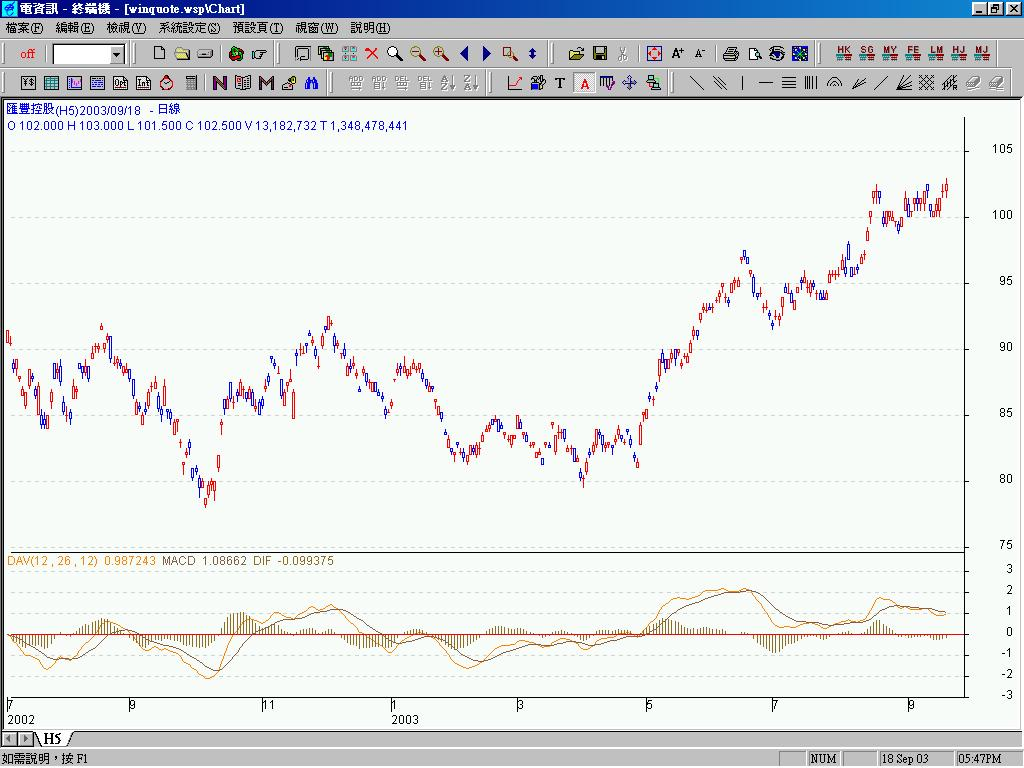 電資訊 - 終端機 - [winquote.wsp\Chart]
檔案(F) 編輯(E) 檢視(V) 系統設定(S) 預設頁(T) 視窗(W) 說明(H)
off
HK SG MY FE LM HJ MJ
匯豐控股(H5)2003/09/18 - 日線
O 102.000 H 103.000 L 101.500 C 102.500 V 13,182,732 T 1,348,478,441
105
100
95
90
85
80
75
DAV(12 , 26 , 12) 0.987243 MACD 1.08662 DIF -0.099375
3
2
1
0
-1
-2
-3
7 9 11 1 3 5 7 9
2002 2003
H5
如需說明，按 F1
NUM 18 Sep 03 05:47PM